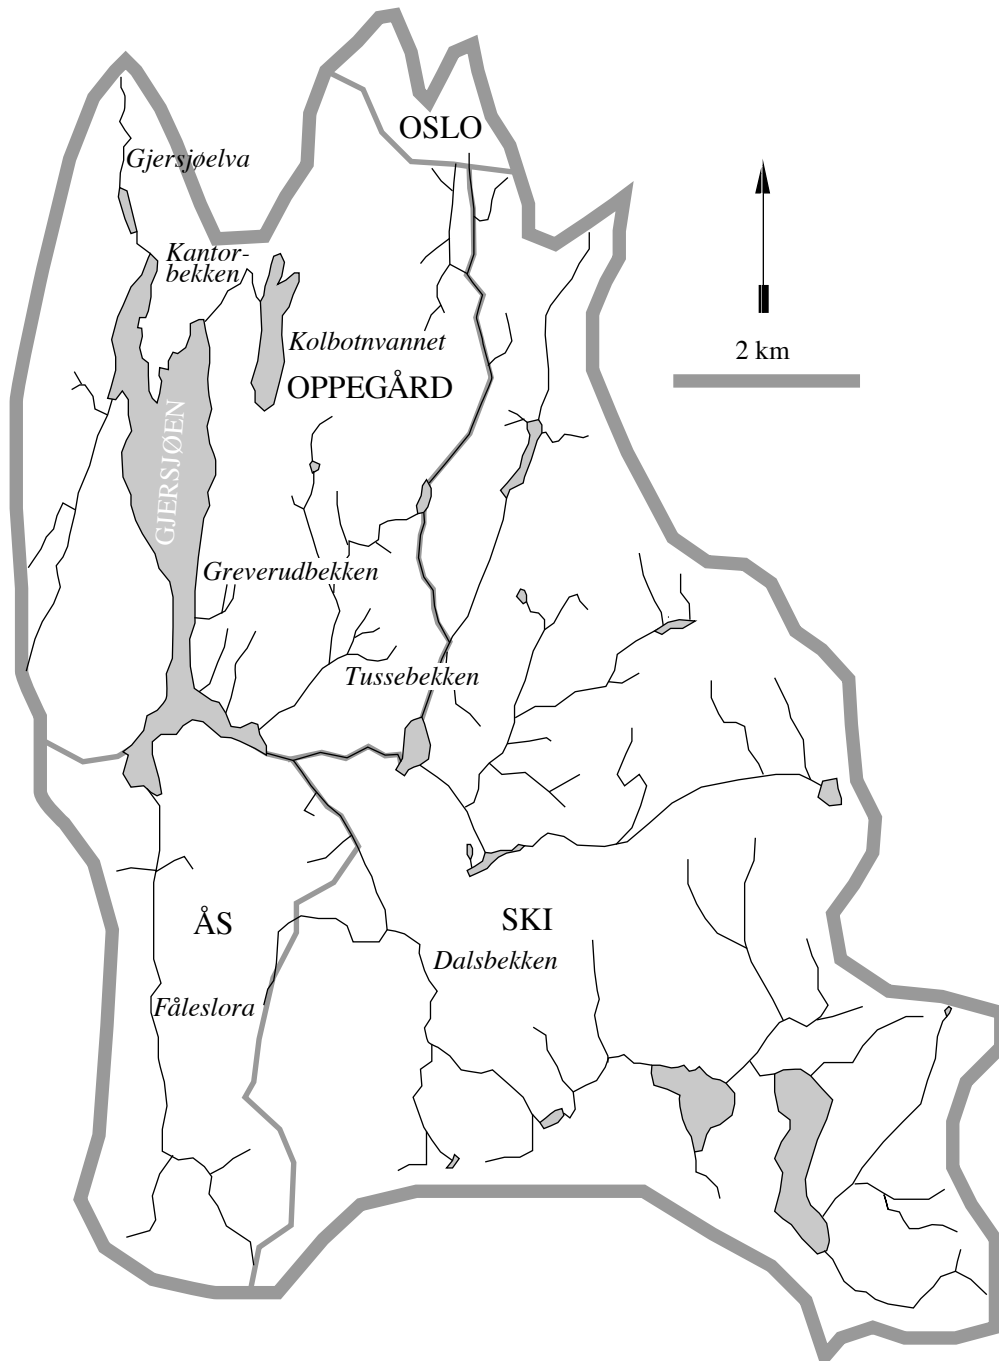 OSLO
Gjersjøelva
Kantor-
bekken
Kolbotnvannet
2 km
OPPEGÅRD
GJERSJØEN
Greverudbekken
Tussebekken
ÅS
SKI
Dalsbekken
Fåleslora